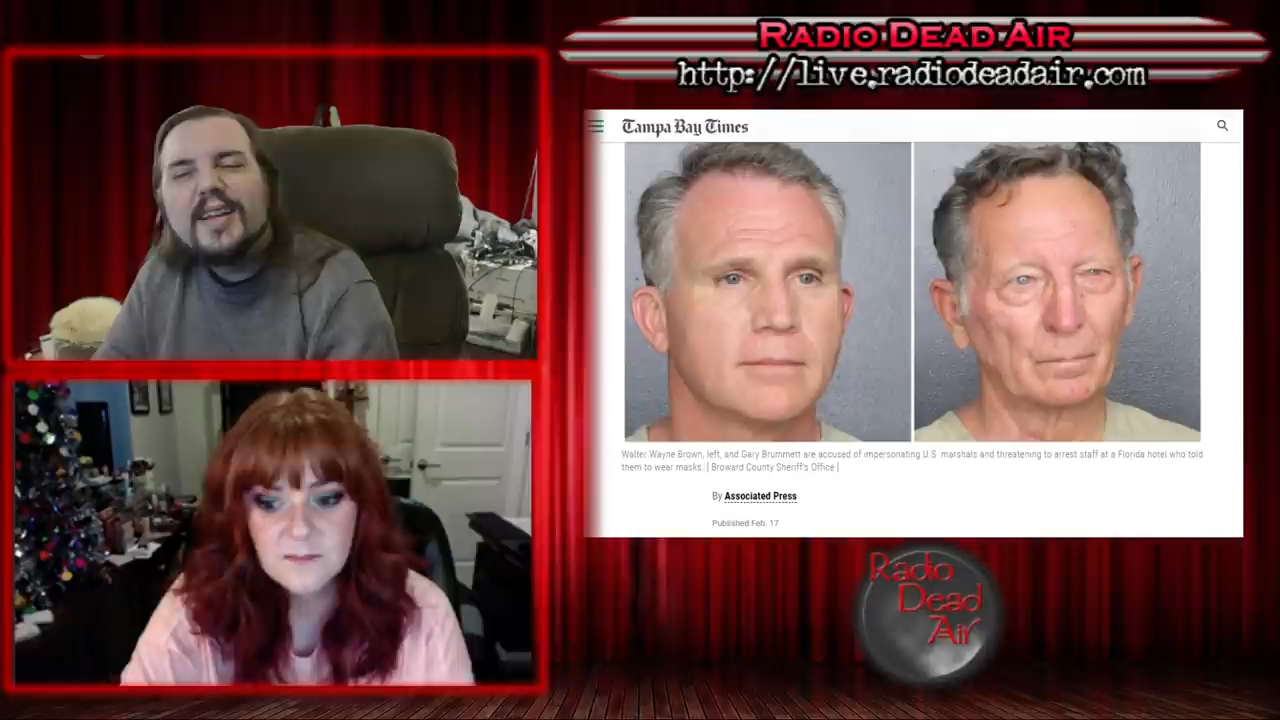 RADIO DEAD AIR
http://live.radiodeadair.com
Tampa Bay Times
Walter Wayne Brown, left, and Gary Brummett are accused of impersonating U.S. marshals and threatening to arrest staff at a Florida hotel who told
them to wear masks. [ Broward County Sheriff's Office ]
By Associated Press
Published Feb. 17
Radio
Dead
Air